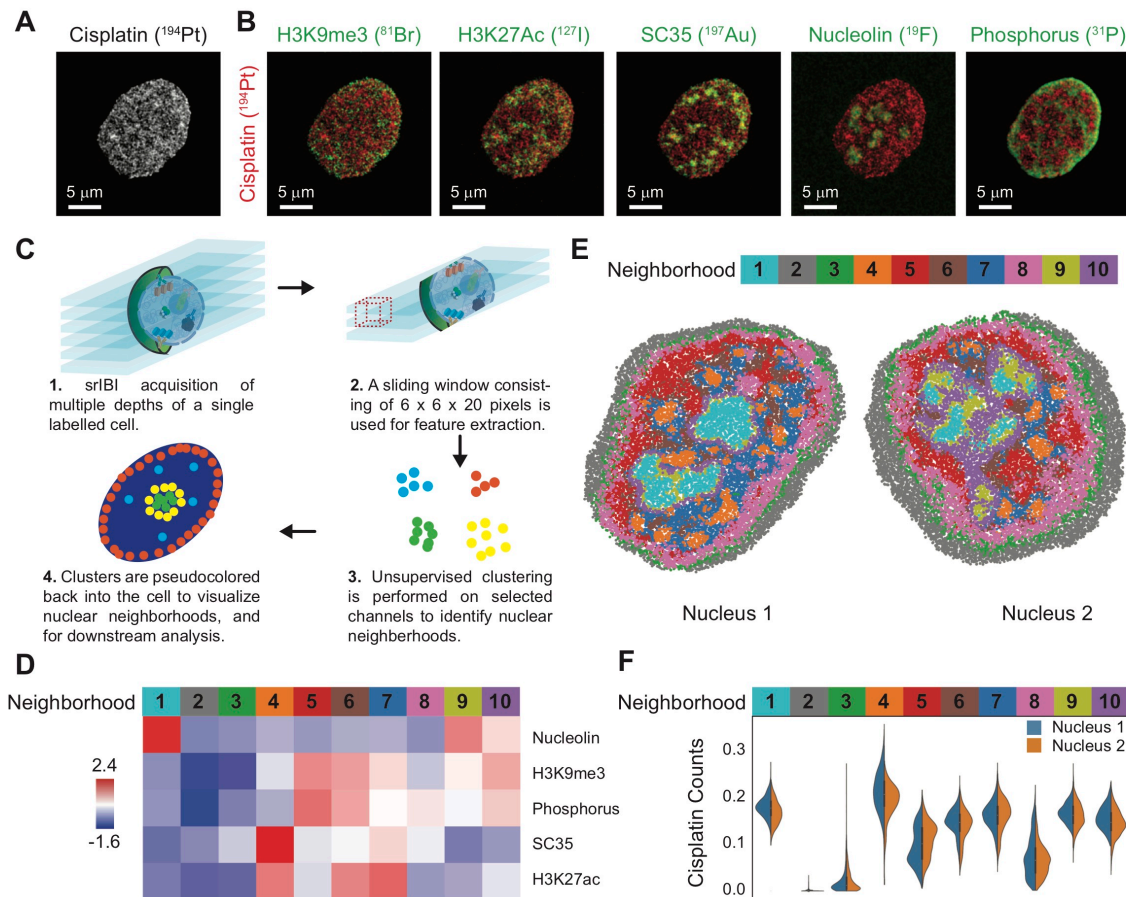 A
Cisplatin (¹⁹⁴Pt)
5 μm
B
Cisplatin (¹⁹⁴Pt)
H3K9me3 (⁸¹Br)
H3K27Ac (¹²⁷I)
SC35 (¹⁹⁷Au)
Nucleolin (¹⁹F)
Phosphorus (³¹P)
5 μm
5 μm
5 μm
5 μm
5 μm
C
1. srIBI acquisition of
multiple depths of a single
labelled cell.
2. A sliding window consist-
ing of 6 x 6 x 20 pixels is
used for feature extraction.
3. Unsupervised clustering
is performed on selected
channels to identify nuclear
neighberhoods.
4. Clusters are pseudocolored
back into the cell to visualize
nuclear neighborhoods, and
for downstream analysis.
D
Neighborhood 1 2 3 4 5 6 7 8 9 10
2.4
-1.6
Nucleolin
H3K9me3
Phosphorus
SC35
H3K27ac
E
Neighborhood 1 2 3 4 5 6 7 8 9 10
Nucleus 1
Nucleus 2
F
Neighborhood 1 2 3 4 5 6 7 8 9 10
Cisplatin Counts
0.3
0.2
0.1
0.0
Nucleus 1
Nucleus 2